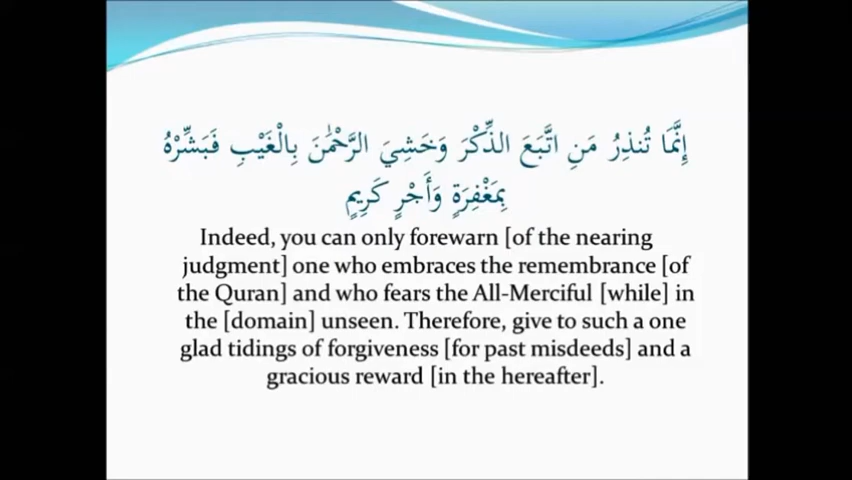 إِنَّمَا تُنذِرُ مَنِ اتَّبَعَ الذِّكْرَ وَخَشِيَ الرَّحْمَٰنَ بِالْغَيْبِ فَبَشِّرْهُ
بِمَغْفِرَةٍ وَأَجْرٍ كَرِيمٍ
Indeed, you can only forewarn [of the nearing
judgment] one who embraces the remembrance [of
the Quran] and who fears the All-Merciful [while] in
the [domain] unseen. Therefore, give to such a one
glad tidings of forgiveness [for past misdeeds] and a
gracious reward [in the hereafter].